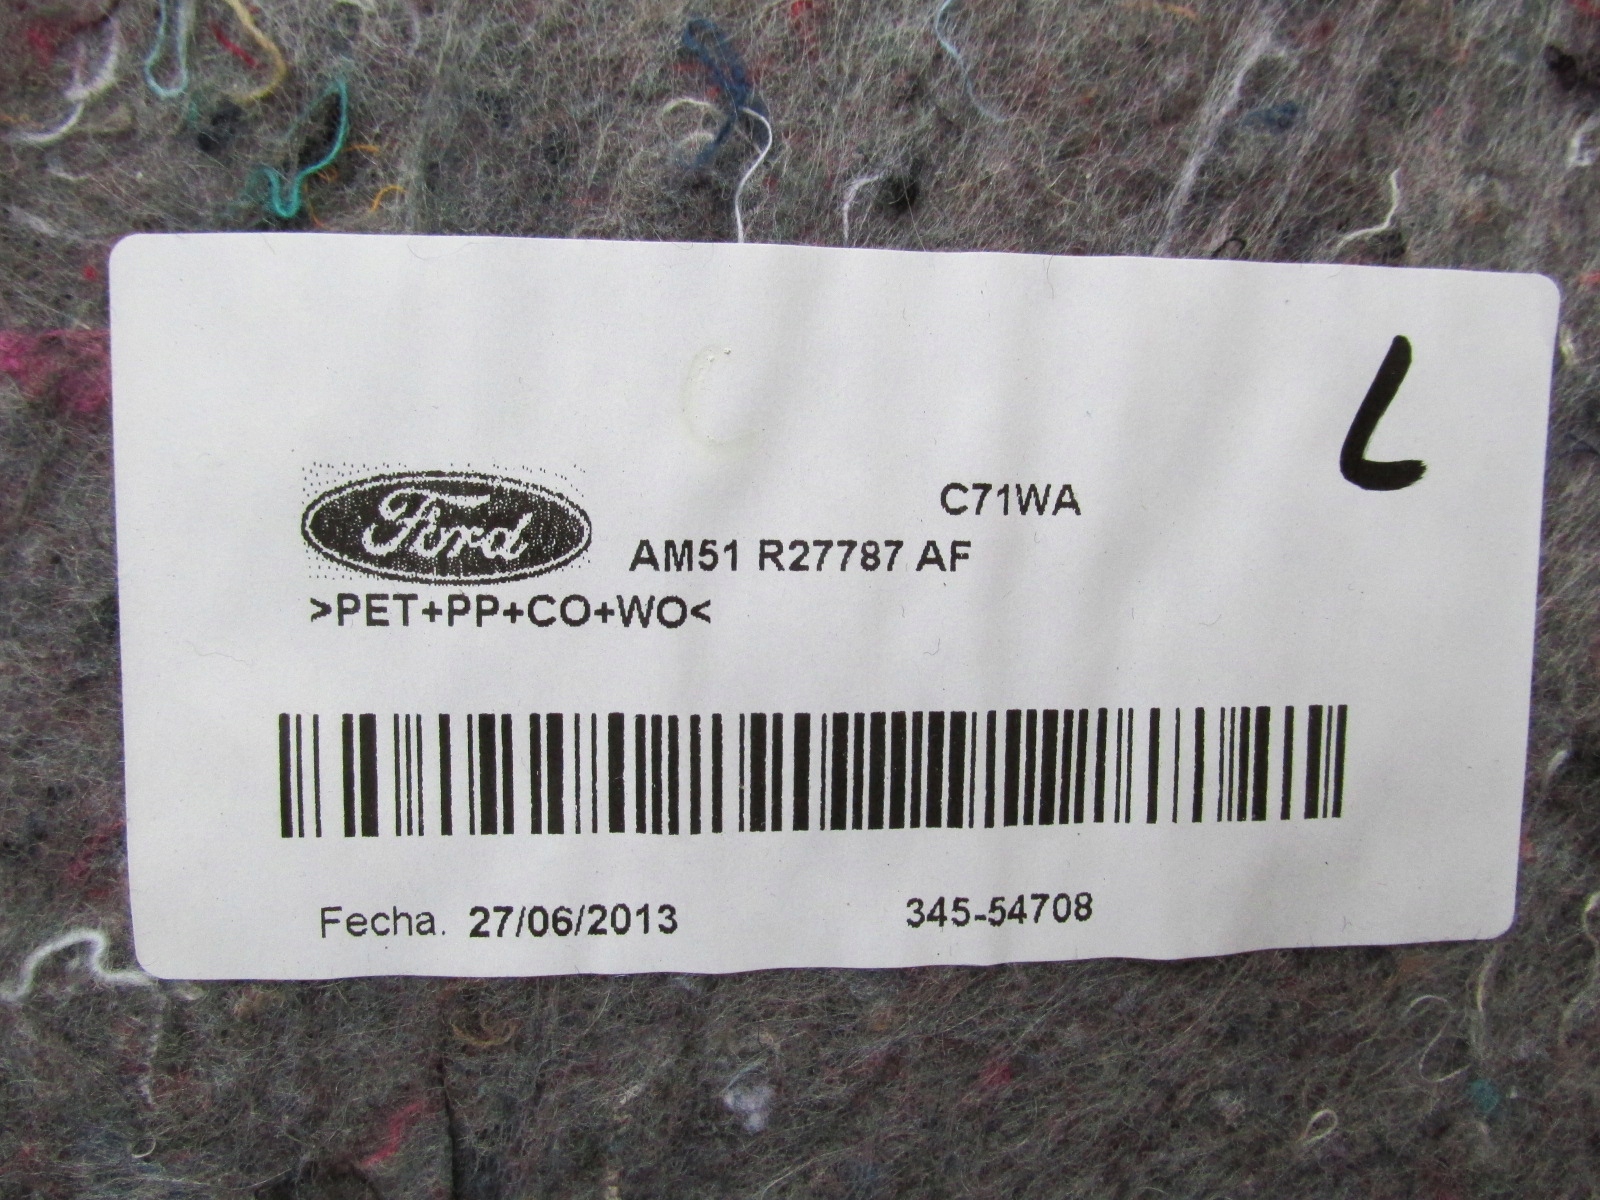 L
C71WA
Ford AM51 R27787 AF
>PET+PP+CO+WO<
Fecha. 27/06/2013 345-54708